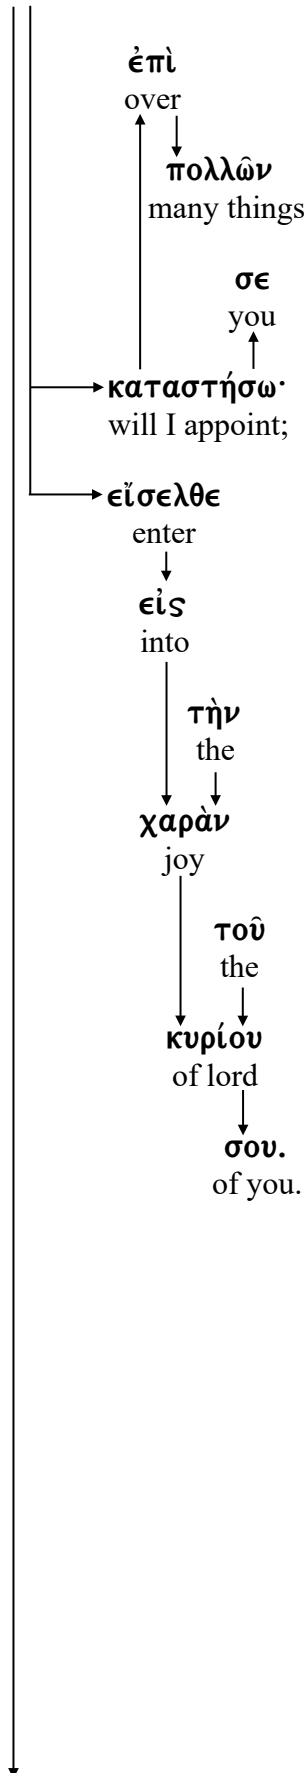 ἐπὶ
over
πολλῶν
many things
σε
you
καταστήσω·
will I appoint;
εἴσελθε
enter
εἰς
into
τὴν
the
χαρὰν
joy
τοῦ
the
κυρίου
of lord
σου.
of you.